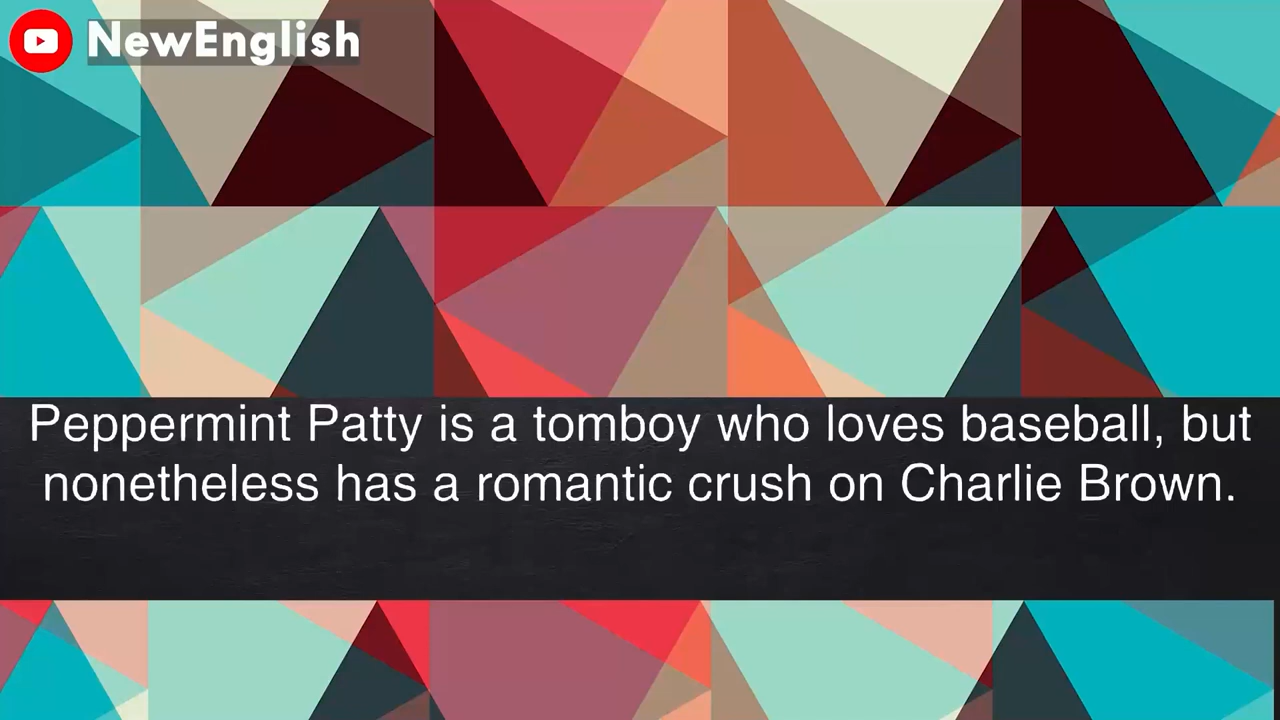 NewEnglish
Peppermint Patty is a tomboy who loves baseball, but
nonetheless has a romantic crush on Charlie Brown.